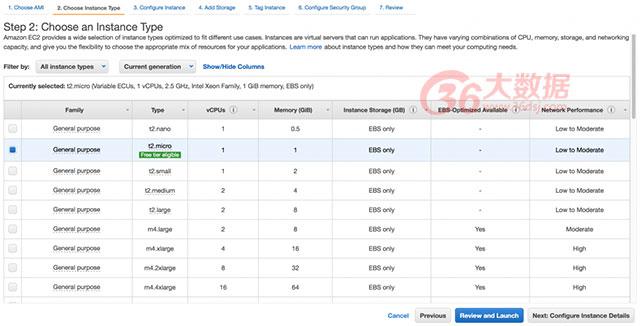 1. Choose AMI 2. Choose Instance Type 3. Configure Instance 4. Add Storage 5. Tag Instance 6. Configure Security Group 7. Review
Step 2: Choose an Instance Type
Amazon EC2 provides a wide selection of instance types optimized to fit different use cases. Instances are virtual servers that can run applications. They have varying combinations of CPU, memory, storage, and networking
capacity, and give you the flexibility to choose the appropriate mix of resources for your applications. Learn more about instance types and how they can meet your computing needs.
Filter by: All instance types Current generation Show/Hide Columns
Currently selected: t2.micro (Variable ECUs, 1 vCPUs, 2.5 GHz, Intel Xeon Family, 1 GiB memory, EBS only)
36大数据
36dsj.com
Family Type vCPUs Memory (GiB) Instance Storage (GB) EBS-Optimized Available Network Performance
General purpose t2.nano 1 0.5 EBS only - Low to Moderate
General purpose t2.micro 1 1 EBS only - Low to Moderate
Free tier eligible
General purpose t2.small 1 2 EBS only - Low to Moderate
General purpose t2.medium 2 4 EBS only - Low to Moderate
General purpose t2.large 2 8 EBS only - Low to Moderate
General purpose m4.large 2 8 EBS only Yes Moderate
General purpose m4.xlarge 4 16 EBS only Yes High
General purpose m4.2xlarge 8 32 EBS only Yes High
General purpose m4.4xlarge 16 64 EBS only Yes High
Cancel Previous Review and Launch Next: Configure Instance Details